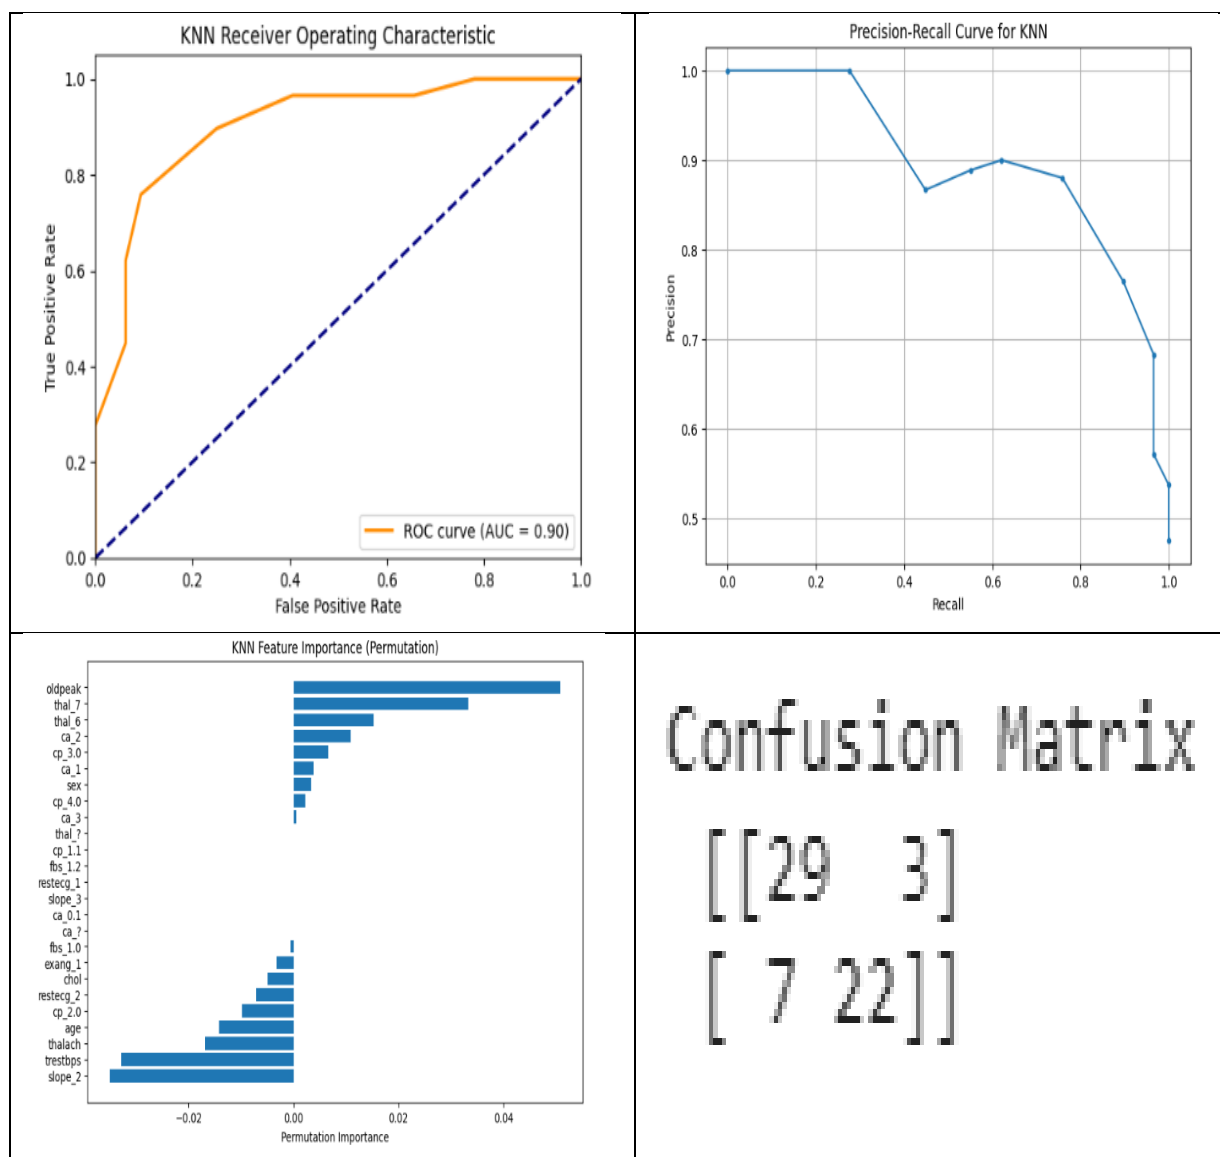 KNN Receiver Operating Characteristic
1.0
0.8
0.6
0.4
0.2
0.0
True Positive Rate
ROC curve (AUC = 0.90)
0.0 0.2 0.4 0.6 0.8 1.0
False Positive Rate
Precision-Recall Curve for KNN
1.0
0.9
0.8
0.7
0.6
0.5
Precision
0.0 0.2 0.4 0.6 0.8 1.0
Recall
KNN Feature Importance (Permutation)
oldpeak
thal_7
thal_6
ca_2
cp_3.0
ca_1
sex
cp_4.0
ca_3
thal_?
cp_1.1
fbs_1.2
restecg_1
slope_3
ca_0.1
ca_?
fbs_1.0
exang_1
chol
restecg_2
cp_2.0
age
thalach
trestbps
slope_2
−0.02 0.00 0.02 0.04
Permutation Importance
Confusion Matrix
[[29 3]
[ 7 22]]